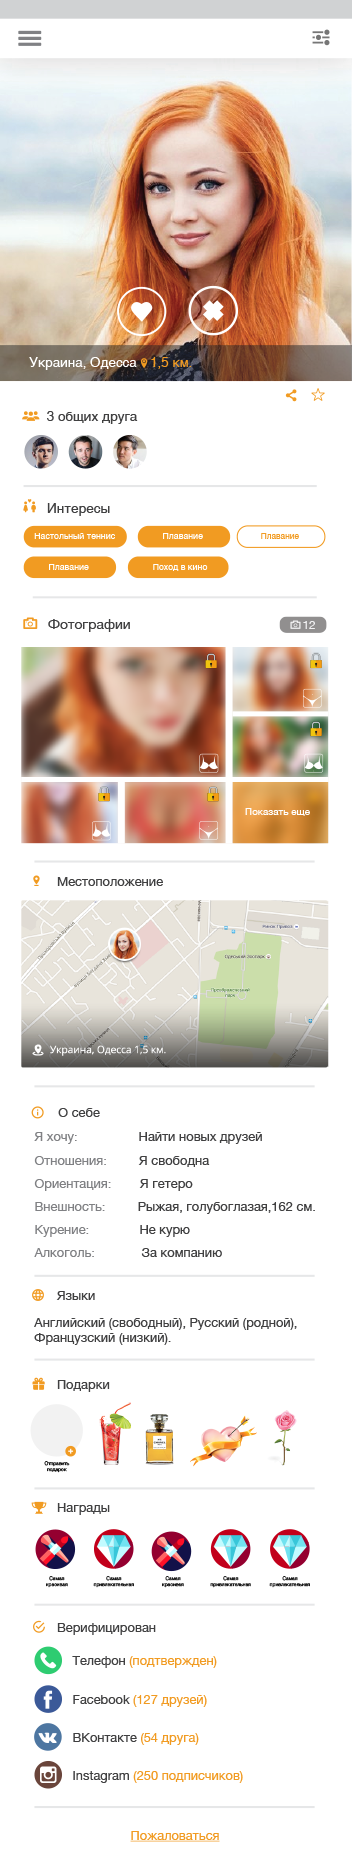 Украина, Одесса 1,5 км.
3 общих друга
Интересы
Настольный теннис
Плавание
Плавание
Плавание
Поход в кино
Фотографии
12
Показать еще
Местоположение
Украина, Одесса 1,5 км.
О себе
Я хочу: Найти новых друзей
Отношения: Я свободна
Ориентация: Я гетеро
Внешность: Рыжая, голубоглазая,162 см.
Курение: Не курю
Алкоголь: За компанию
Языки
Английский (свободный), Русский (родной),
Французский (низкий).
Подарки
Отправить
подарок
Награды
Самая
красивая
Самая
привлекательная
Самая
красивая
Самая
привлекательная
Самая
привлекательная
Верифицирован
Телефон (подтвержден)
Facebook (127 друзей)
ВКонтакте (54 друга)
Instagram (250 подписчиков)
Пожаловаться